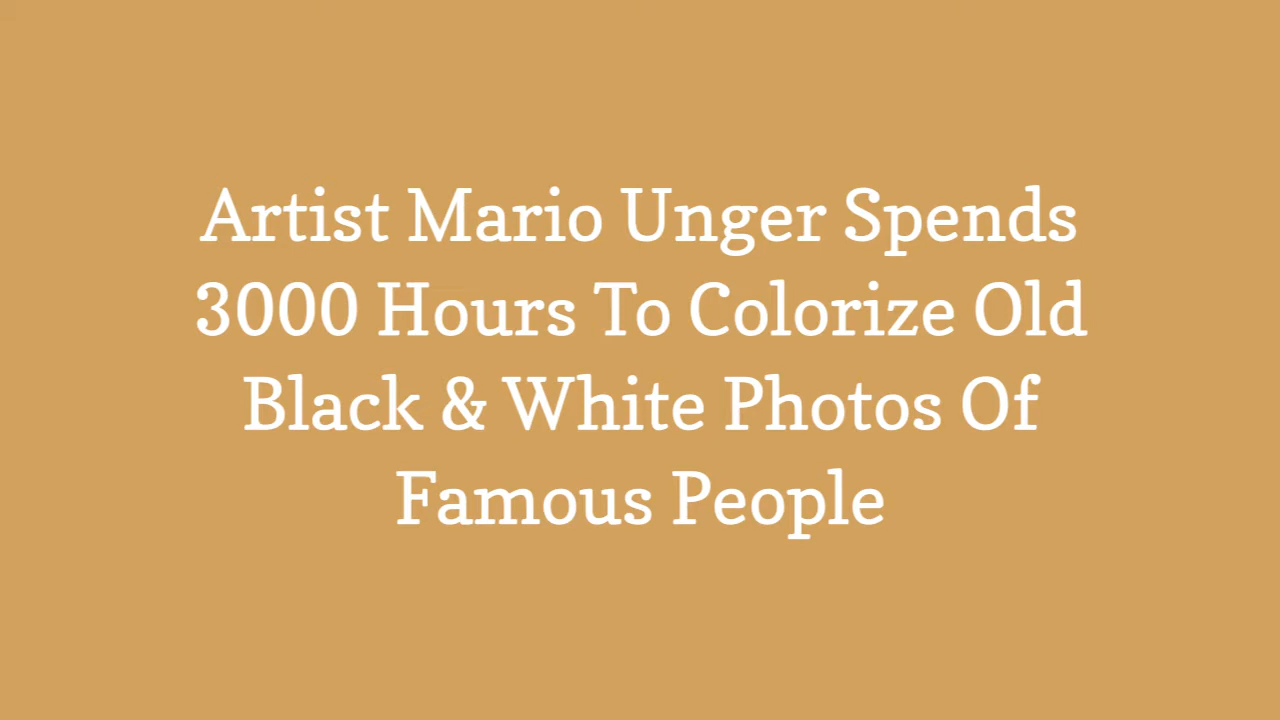 Artist Mario Unger Spends
3000 Hours To Colorize Old
Black & White Photos Of
Famous People